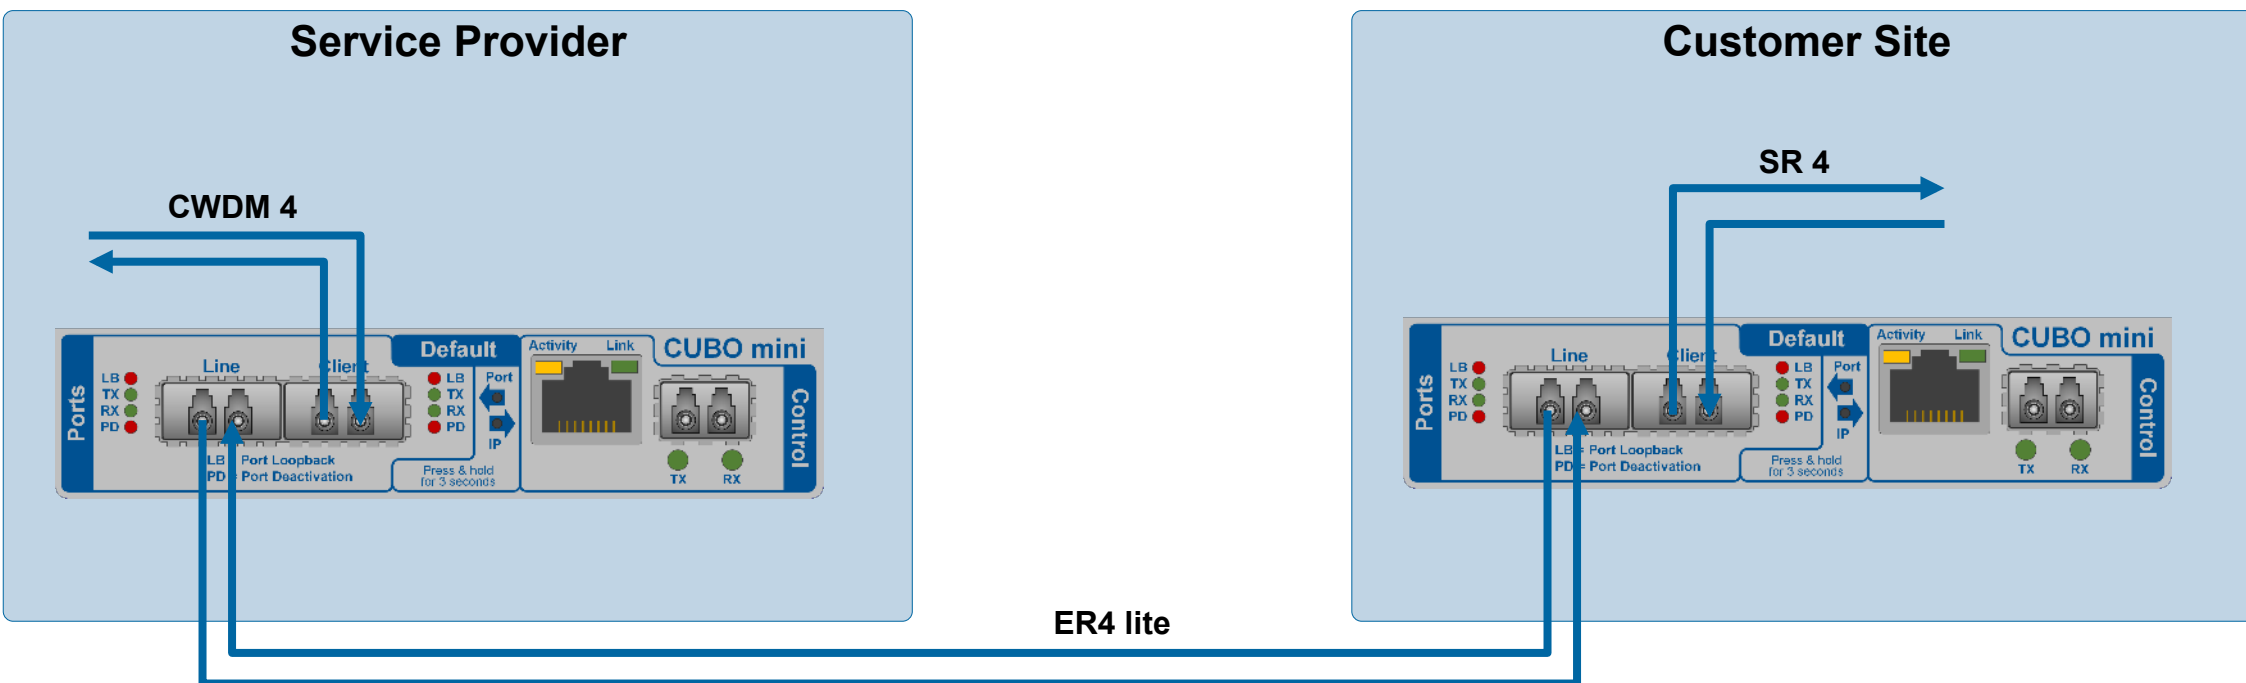 Service Provider
Customer Site
CWDM 4
SR 4
Ports
Line
Client
LB
TX
RX
PD
LB
TX
RX
PD
LB = Port Loopback
PD = Port Deactivation
Default
Port
IP
Press & hold
for 3 seconds
Activity
Link
CUBO mini
TX
RX
Control
Ports
Line
Client
LB
TX
RX
PD
LB
TX
RX
PD
LB = Port Loopback
PD = Port Deactivation
Default
Port
IP
Press & hold
for 3 seconds
Activity
Link
CUBO mini
TX
RX
Control
ER4 lite